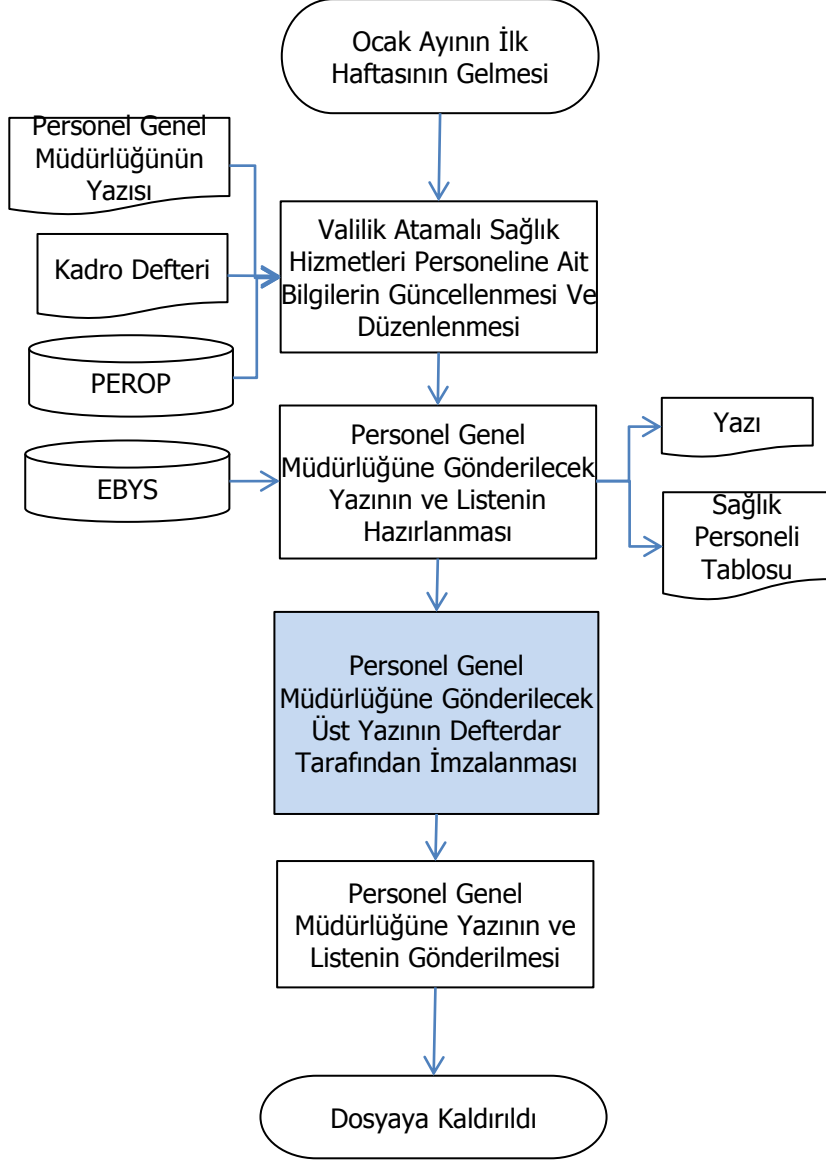 Ocak Ayının İlk
Haftasının Gelmesi
Personel Genel
Müdürlüğünün
Yazısı
Kadro Defteri
PEROP
Valilik Atamalı Sağlık
Hizmetleri Personeline Ait
Bilgilerin Güncellenmesi Ve
Düzenlenmesi
EBYS
Personel Genel
Müdürlüğüne Gönderilecek
Yazının ve Listenin
Hazırlanması
Yazı
Sağlık
Personeli
Tablosu
Personel Genel
Müdürlüğüne Gönderilecek
Üst Yazının Defterdar
Tarafından İmzalanması
Personel Genel
Müdürlüğüne Yazının ve
Listenin Gönderilmesi
Dosyaya Kaldırıldı